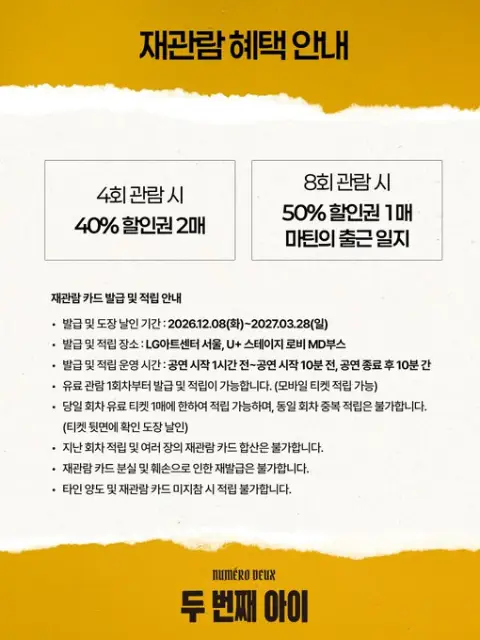 재관람 혜택 안내
4회 관람 시
40% 할인권 2매
8회 관람 시
50% 할인권 1매
마틴의 출근 일지
재관람 카드 발급 및 적립 안내
• 발급 및 도장 날인 기간 : 2026.12.08(화)~2027.03.28(일)
• 발급 및 적립 장소 : LG아트센터 서울, U+ 스테이지 로비 MD부스
• 발급 및 적립 운영 시간 : 공연 시작 1시간 전~공연 시작 10분 전, 공연 종료 후 10분 간
• 유료 관람 1회차부터 발급 및 적립이 가능합니다. (모바일 티켓 적립 가능)
• 당일 회차 유료 티켓 1매에 한하여 적립 가능하며, 동일 회차 중복 적립은 불가합니다.
(티켓 뒷면에 확인 도장 날인)
• 지난 회차 적립 및 여러 장의 재관람 카드 합산은 불가합니다.
• 재관람 카드 분실 및 훼손으로 인한 재발급은 불가합니다.
• 타인 양도 및 재관람 카드 미지참 시 적립 불가합니다.
NUMÉRO DEUX
두 번째 아이